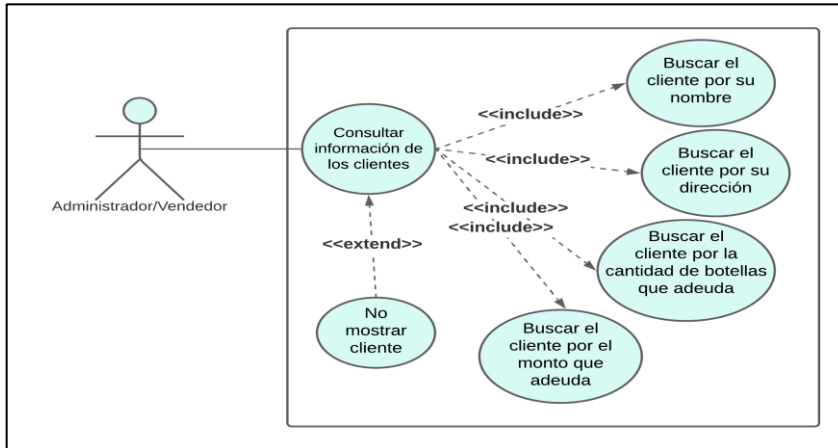 Buscar el
cliente por su
nombre
<<include>>
Consultar
información de
los clientes
<<include>>
Buscar el
cliente por su
dirección
Administrador/Vendedor
<<include>>
<<include>>
Buscar el
cliente por la
cantidad de botellas
que adeuda
<<extend>>
No
mostrar
cliente
Buscar el
cliente por el
monto que
adeuda